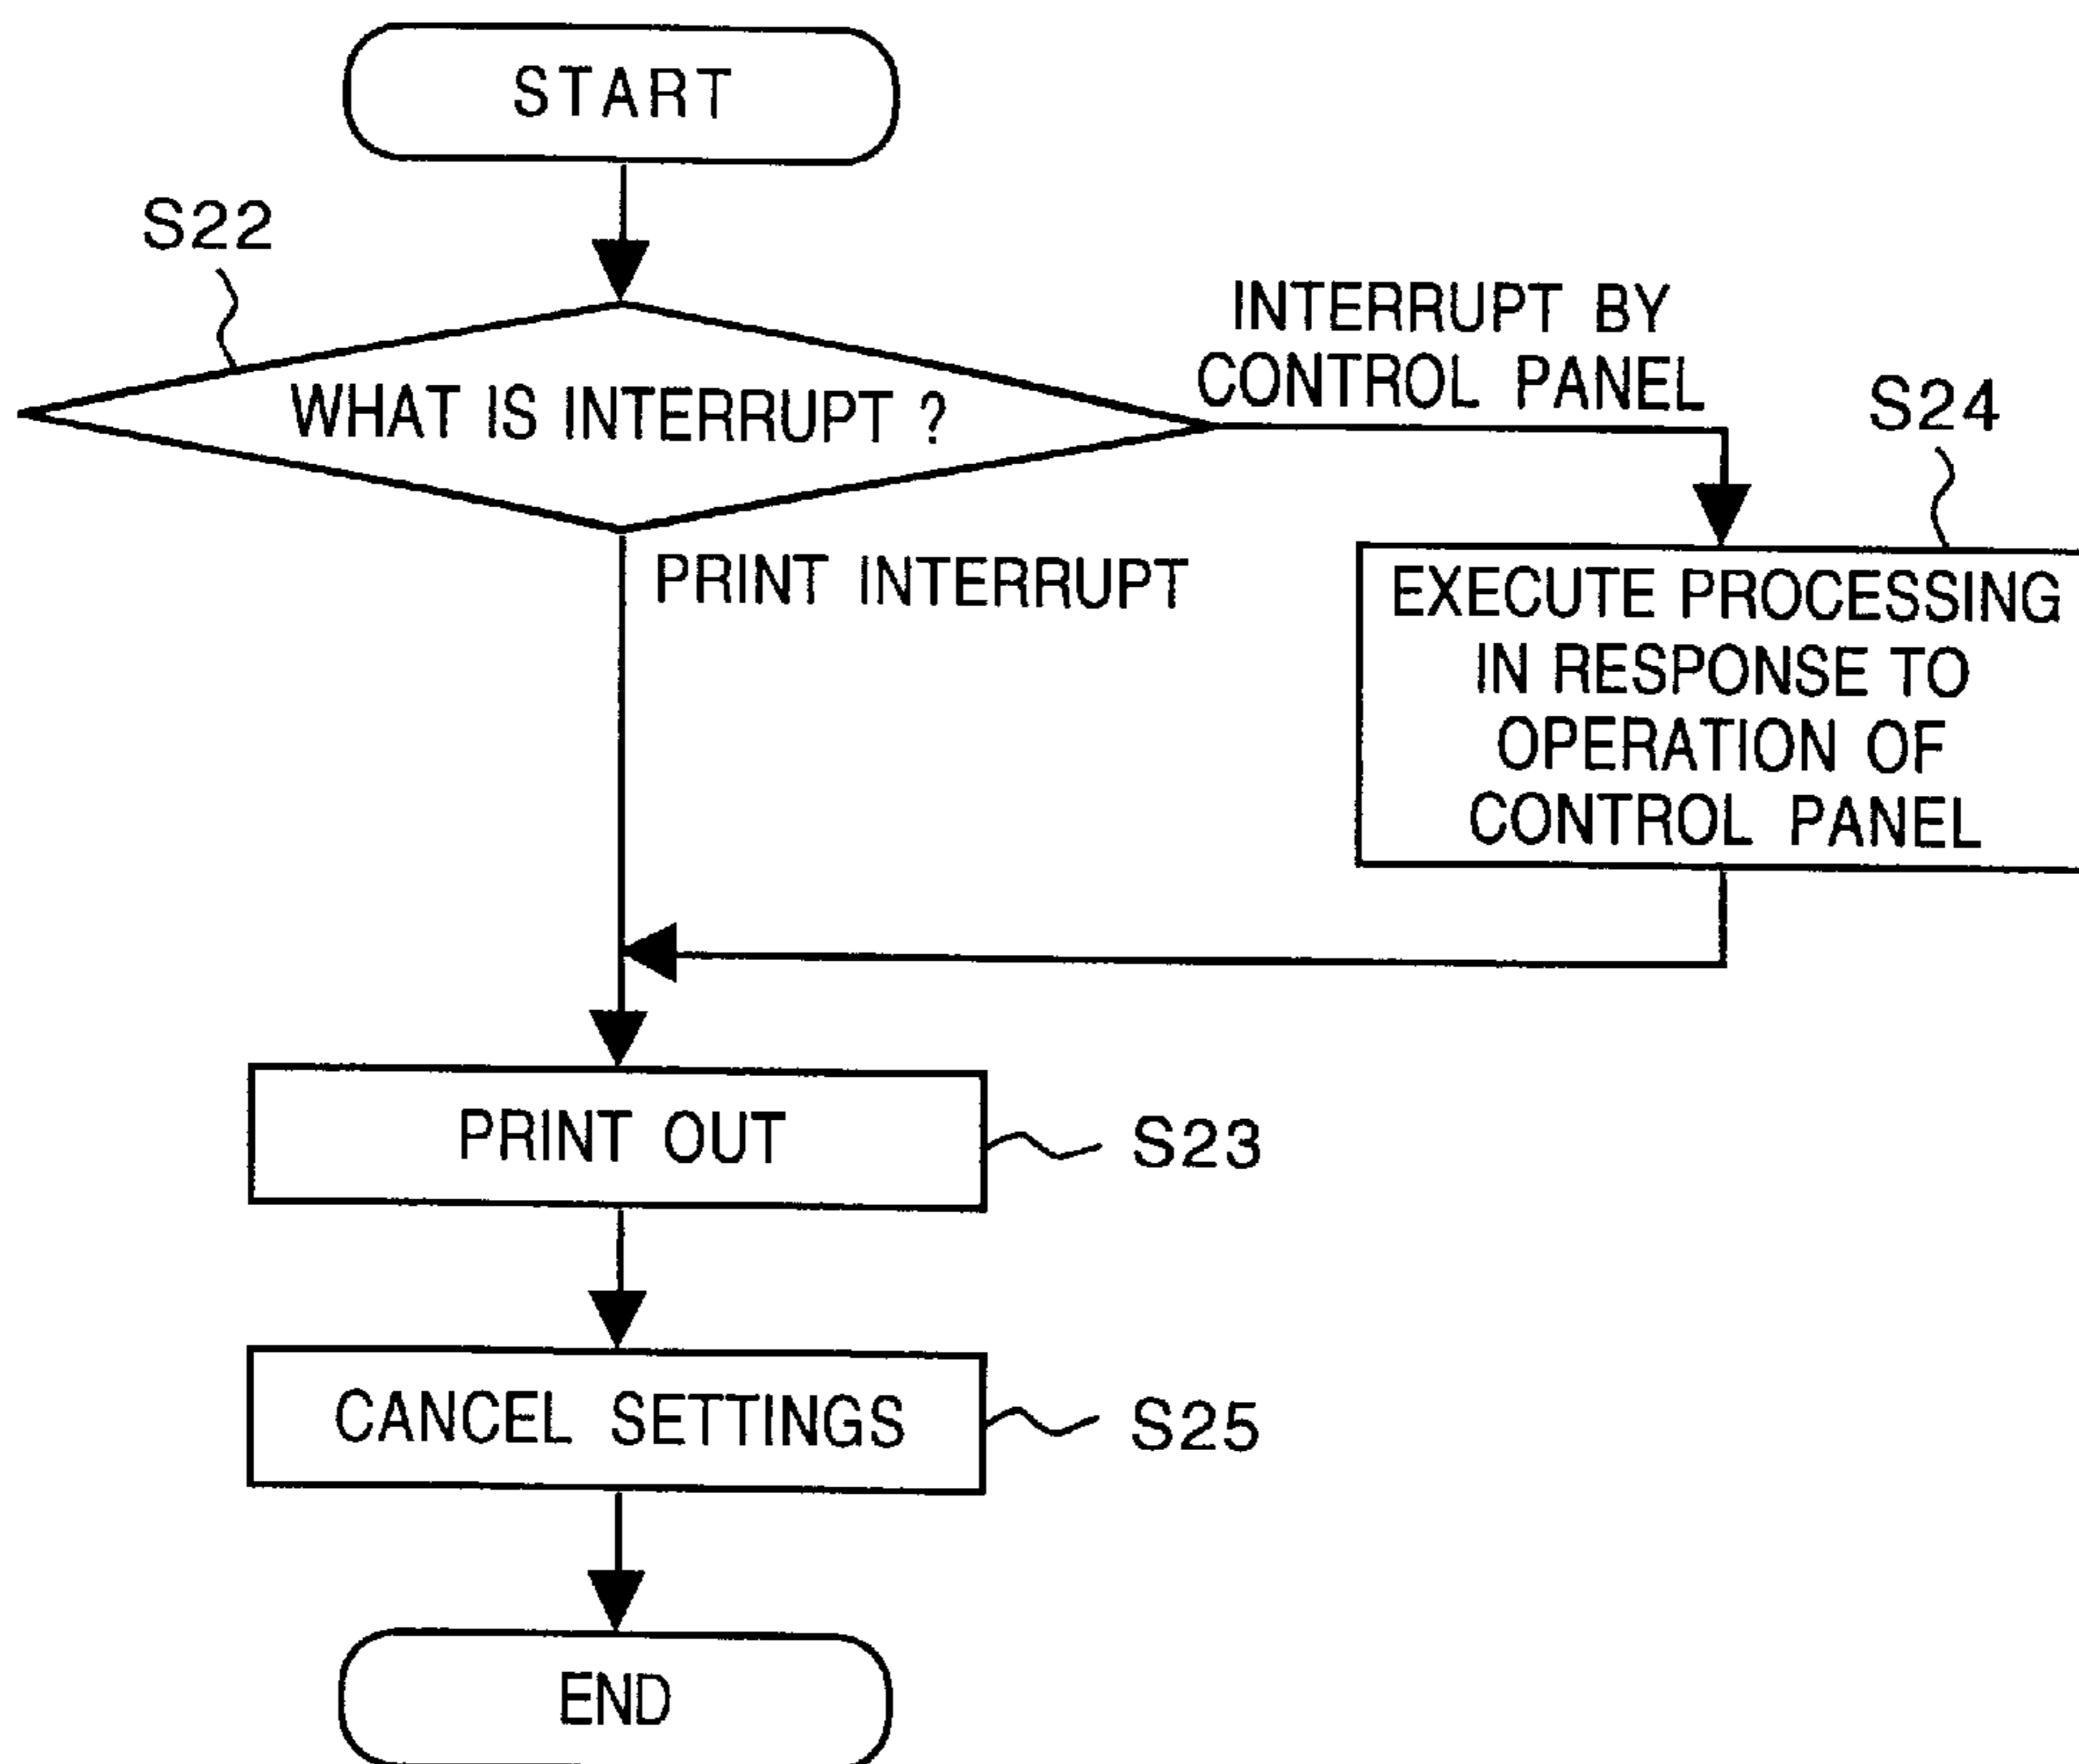 START
S22
WHAT IS INTERRUPT ?
INTERRUPT BY
CONTROL PANEL
S24
EXECUTE PROCESSING
IN RESPONSE TO
OPERATION OF
CONTROL PANEL
PRINT INTERRUPT
PRINT OUT
S23
CANCEL SETTINGS
S25
END